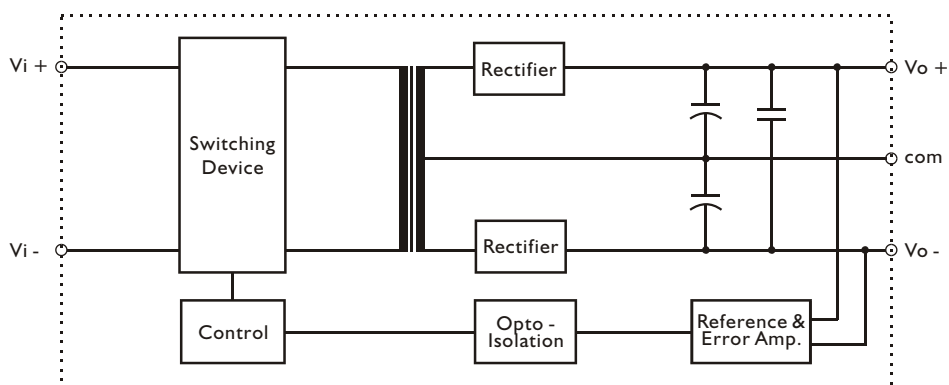 Vi +
Switching
Device
Rectifier
Vo +
com
Vi -
Rectifier
Vo -
Control
Opto -
Isolation
Reference &
Error Amp.